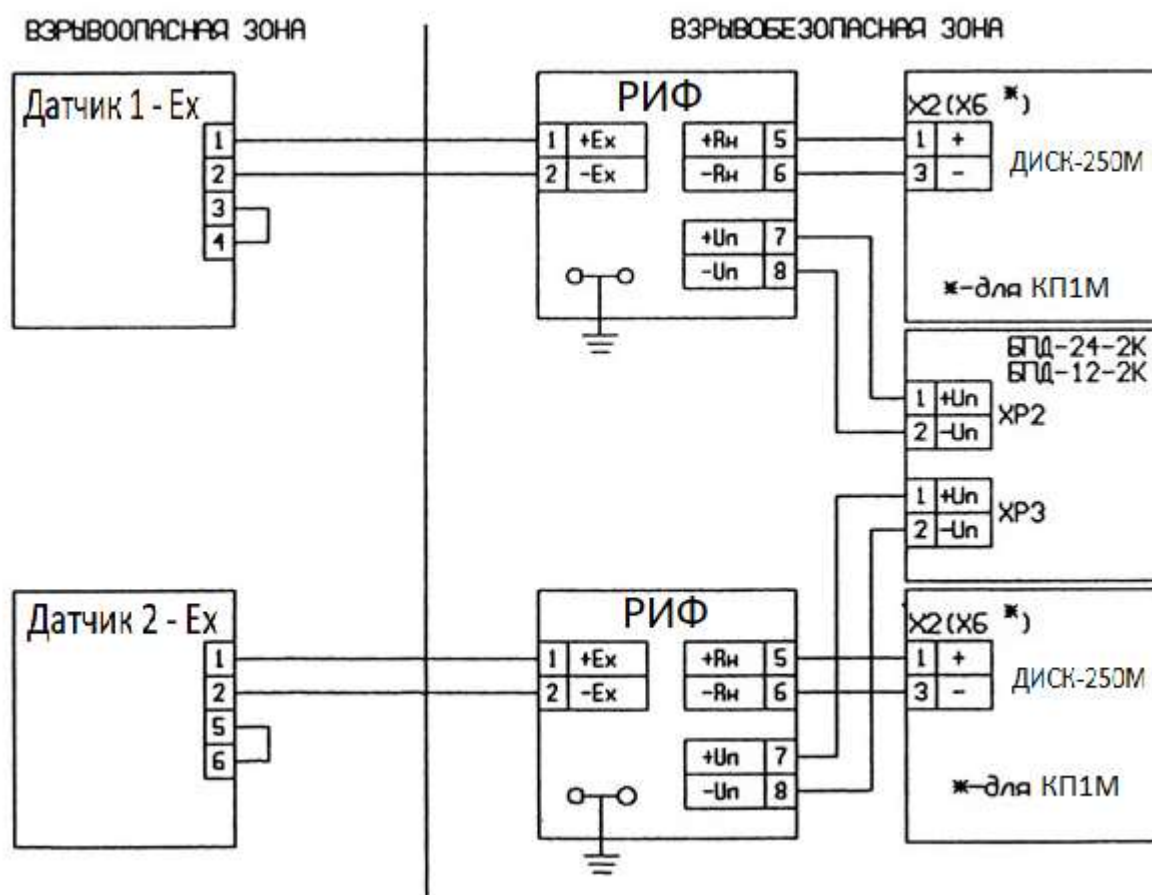 ВЗРЫВООПАСНАЯ ЗОНА
ВЗРЫВОБЕЗОПАСНАЯ ЗОНА
Датчик 1 - Ex
1
2
3
4
РИФ
1 +Ex
2 -Ex
+Rн 5
-Rн 6
+Uп 7
-Uп 8
X2(X6 *)
1 +
3 -
ДИСК-250М
*-для КП1М
БПД-24-2К
БПД-12-2К
1 +Uп
2 -Uп
ХР2
1 +Uп
2 -Uп
ХР3
Датчик 2 - Ex
1
2
5
6
РИФ
1 +Ex
2 -Ex
+Rн 5
-Rн 6
+Uп 7
-Uп 8
X2(X6 *)
1 +
3 -
ДИСК-250М
*-для КП1М